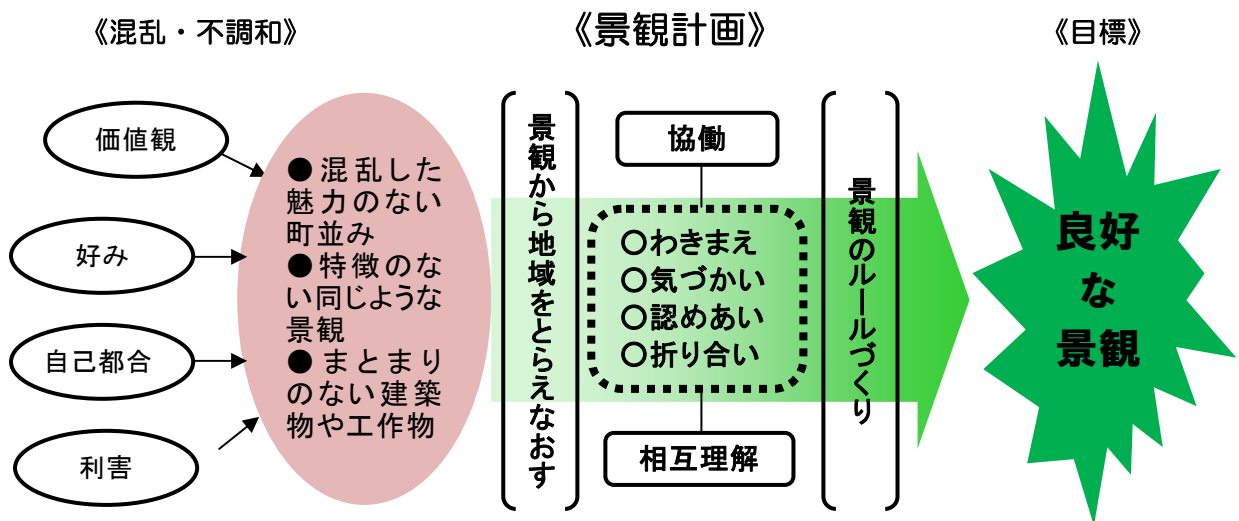 《混乱・不調和》
価値観
好み
自己都合
利害
●混乱した
魅力のない
町並み
●特徴のな
い同じような
景観
●まとまり
のない建築
物や工作物
《景観計画》
景観から地域をとらえなおす
協働
○わきまえ
○気づかい
○認めあい
○折り合い
相互理解
景観のルールづくり
《目標》
良好
な
景観